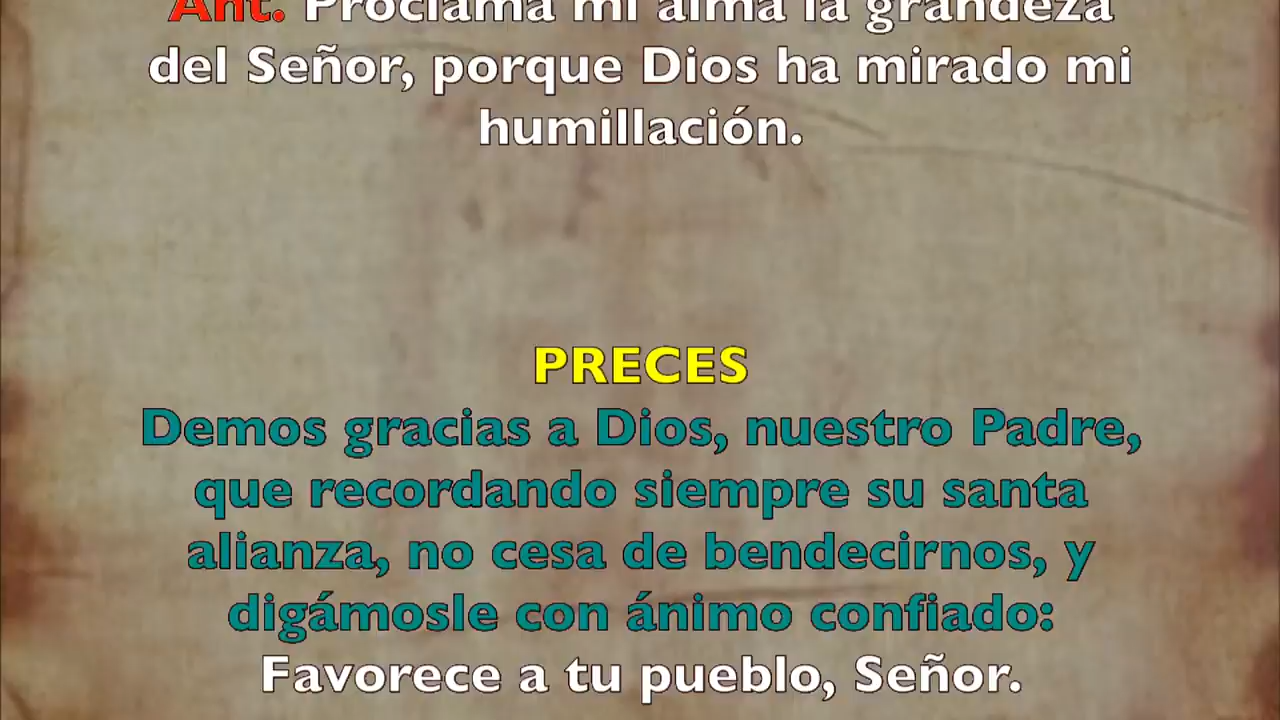 Ant. Proclama mi alma la grandeza
del Señor, porque Dios ha mirado mi
humillación.
PRECES
Demos gracias a Dios, nuestro Padre,
que recordando siempre su santa
alianza, no cesa de bendecirnos, y
digámosle con ánimo confiado:
Favorece a tu pueblo, Señor.